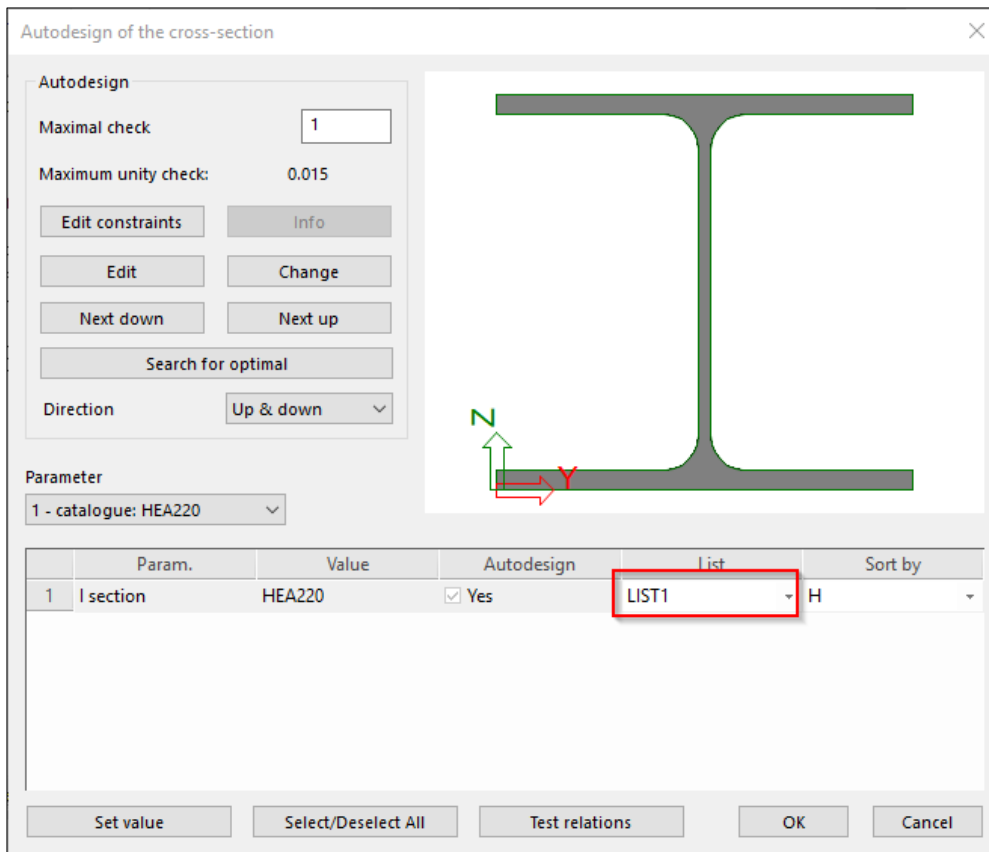 Autodesign of the cross-section
Autodesign
Maximal check 1
Maximum unity check: 0.015
Edit constraints Info
Edit Change
Next down Next up
Search for optimal
Direction Up & down
Z
Y
Parameter
1 - catalogue: HEA220
Param. Value Autodesign List Sort by
1 I section HEA220 Yes LIST1 H
Set value Select/Deselect All Test relations OK Cancel